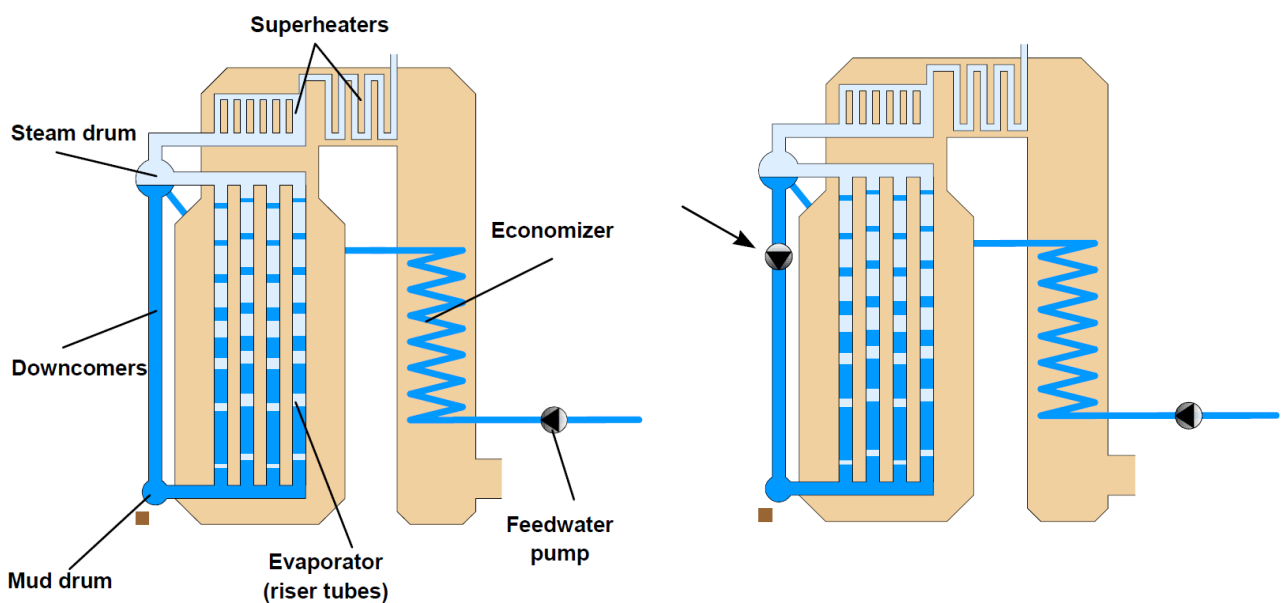 Superheaters
Steam drum
Economizer
Downcomers
Feedwater
pump
Evaporator
(riser tubes)
Mud drum